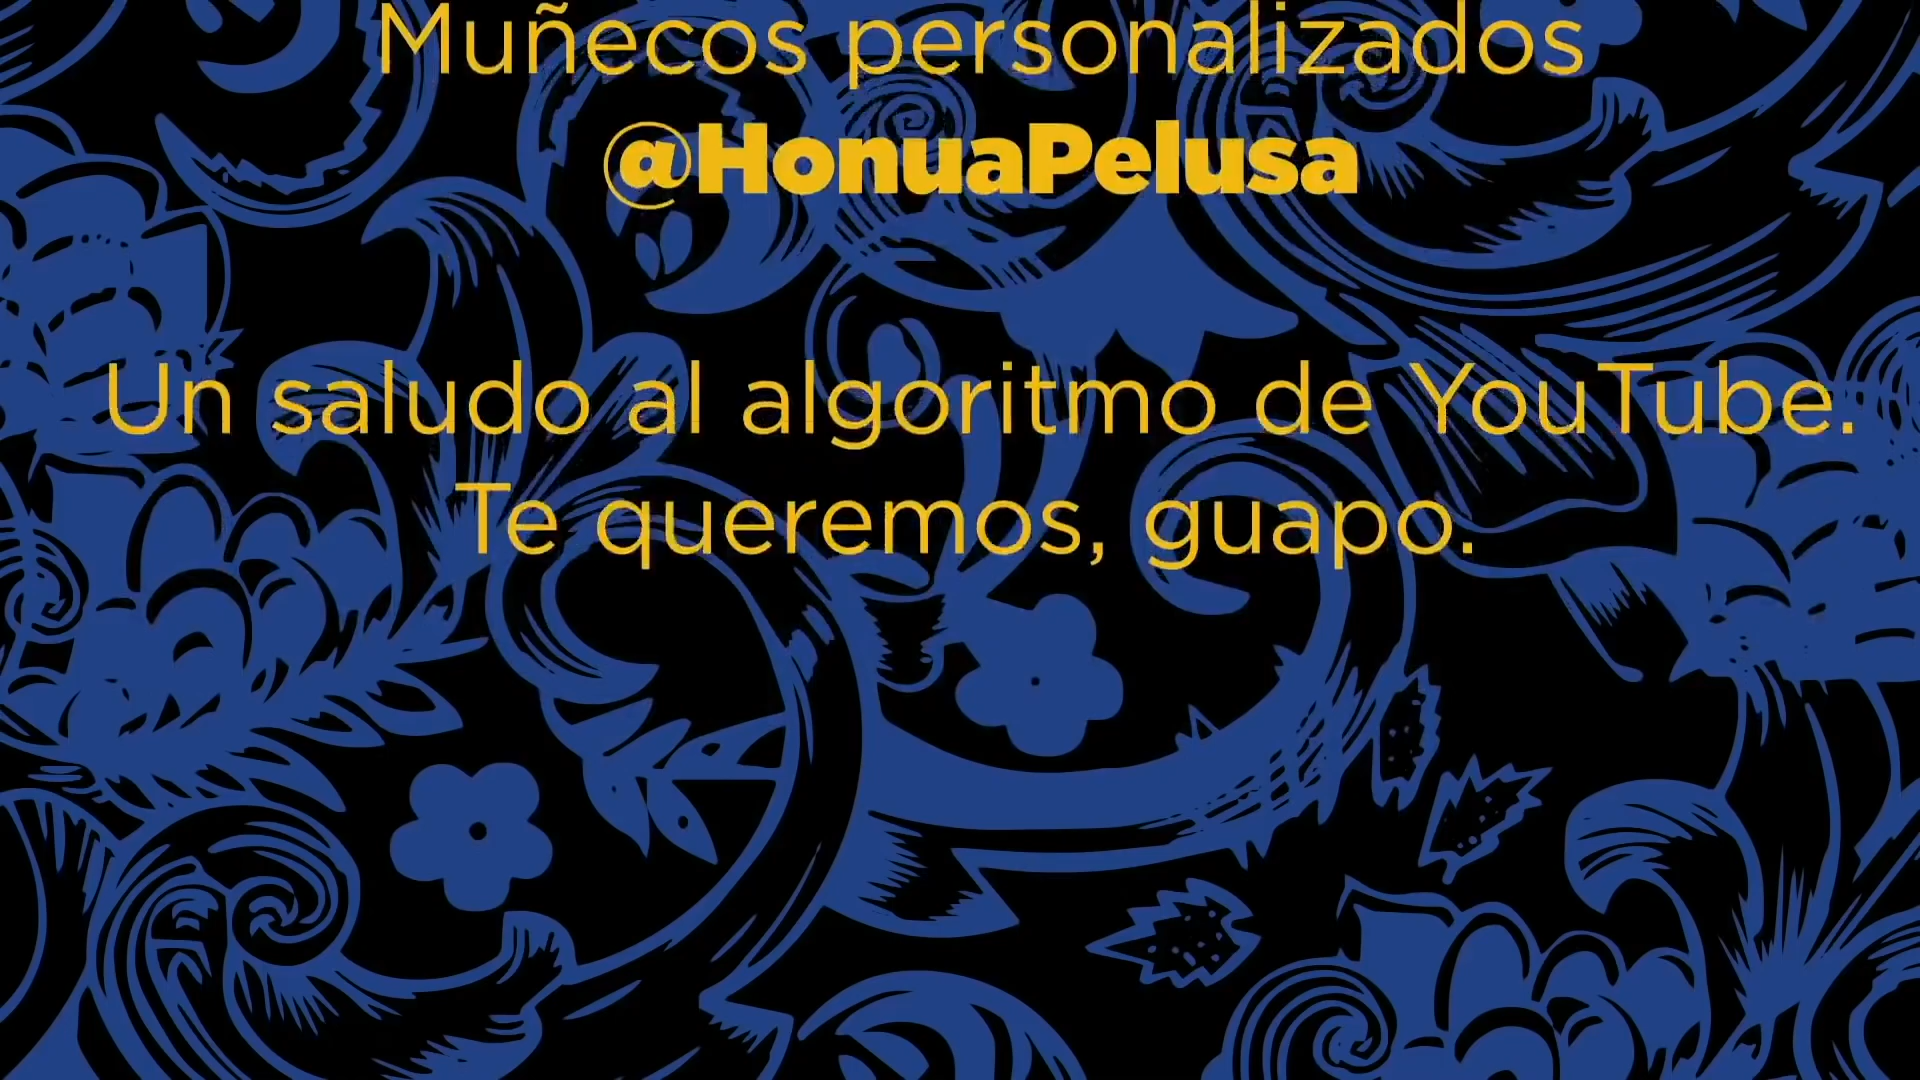 Muñecos personalizados
@HonuaPelusa
Un saludo al algoritmo de YouTube.
Te queremos, guapo.